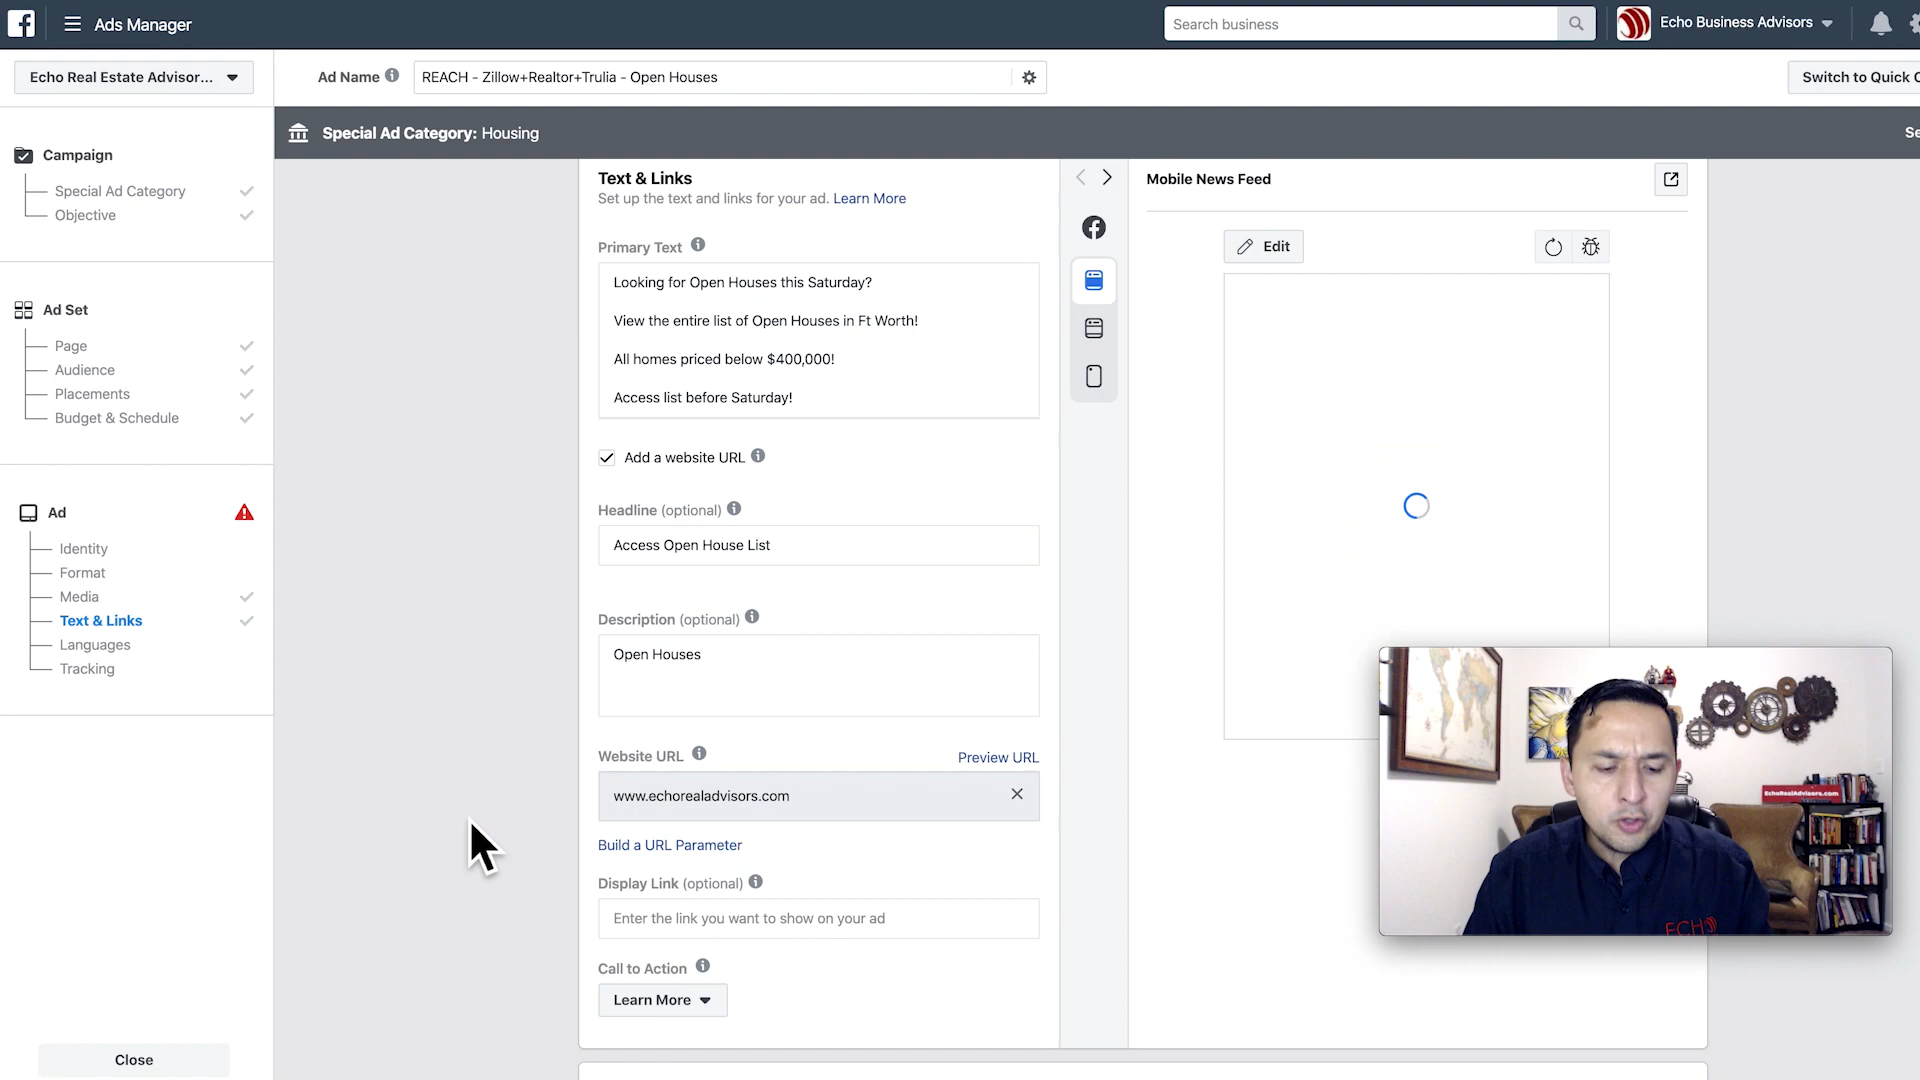 Ads Manager
Search business
Echo Business Advisors
Echo Real Estate Advisor...
Ad Name
REACH - Zillow+Realtor+Trulia - Open Houses
Switch to Quick C
Special Ad Category: Housing
Se
Campaign
Special Ad Category
Objective
Ad Set
Page
Audience
Placements
Budget & Schedule
Ad
Identity
Format
Media
Text & Links
Languages
Tracking
Close
Text & Links
Set up the text and links for your ad. Learn More
Primary Text
Looking for Open Houses this Saturday?
View the entire list of Open Houses in Ft Worth!
All homes priced below $400,000!
Access list before Saturday!
Add a website URL
Headline (optional)
Access Open House List
Description (optional)
Open Houses
Website URL
Preview URL
www.echorealadvisors.com
Build a URL Parameter
Display Link (optional)
Enter the link you want to show on your ad
Call to Action
Learn More
Mobile News Feed
Edit
EchoRealAdvisors.com
ECHO